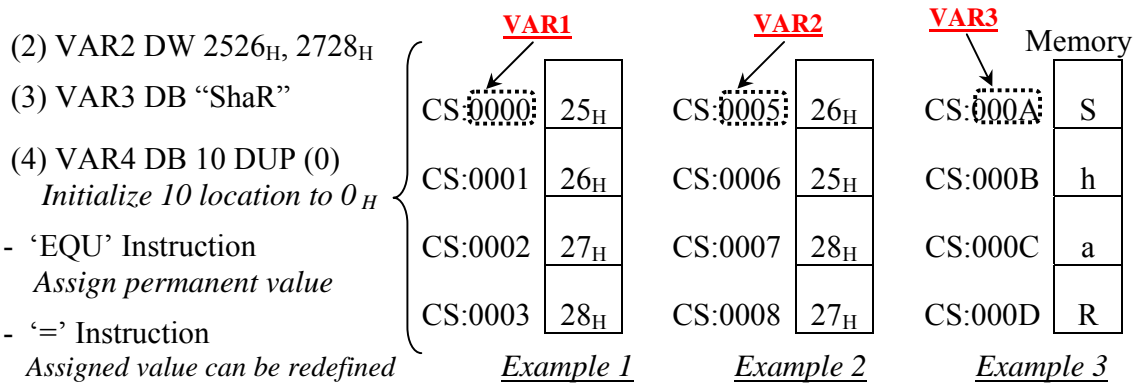 (2) VAR2 DW 2526H, 2728H
(3) VAR3 DB “ShaR”
(4) VAR4 DB 10 DUP (0)
Initialize 10 location to 0 H
- ‘EQU’ Instruction
Assign permanent value
- ‘=’ Instruction
Assigned value can be redefined
VAR1
CS:0000 25H
CS:0001 26H
CS:0002 27H
CS:0003 28H
Example 1
VAR2
CS:0005 26H
CS:0006 25H
CS:0007 28H
CS:0008 27H
Example 2
VAR3
Memory
CS:000A S
CS:000B h
CS:000C a
CS:000D R
Example 3